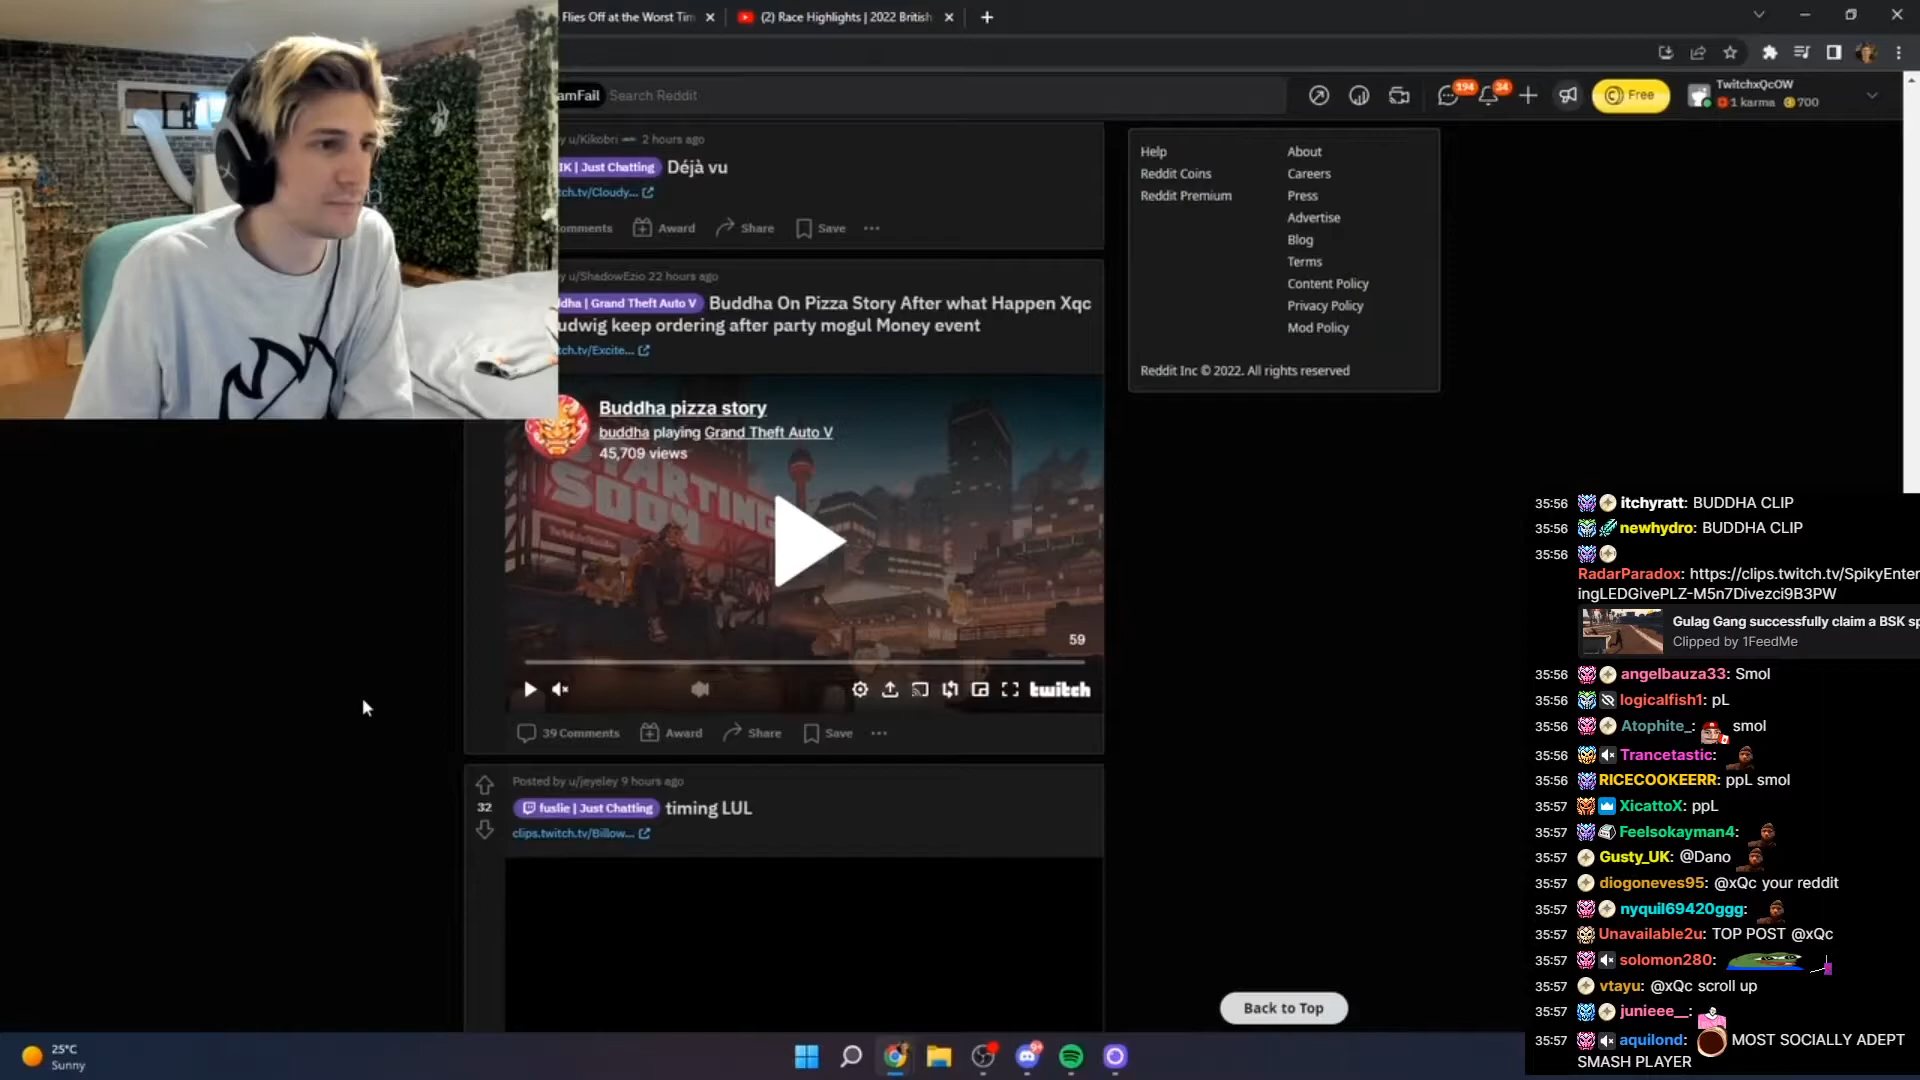 Flies Off at the Worst Tim
(2) Race Highlights | 2022 British
amFail
Search Reddit
194
34
Free
TwitchxQcOW
1 karma
700
y u/Kikobri
2 hours ago
IK | Just Chatting
Déjà vu
tch.tv/Cloudy...
omments
Award
Share
Save
y u/ShadowEzio 22 hours ago
dha | Grand Theft Auto V
Buddha On Pizza Story After what Happen Xqc
udwig keep ordering after party mogul Money event
tch.tv/Excite...
Buddha pizza story
buddha playing Grand Theft Auto V
45,709 views
STARTING
SOON
59
twitch
39 Comments
Award
Share
Save
Posted by u/jeyeley 9 hours ago
32
fuslie | Just Chatting
timing LUL
clips.twitch.tv/Billow...
Help
Reddit Coins
Reddit Premium
About
Careers
Press
Advertise
Blog
Terms
Content Policy
Privacy Policy
Mod Policy
Reddit Inc © 2022. All rights reserved
Back to Top
35:56 itchyratt: BUDDHA CLIP
35:56 newhydro: BUDDHA CLIP
35:56
RadarParadox: https://clips.twitch.tv/SpikyEnter
ingLEDGivePLZ-M5n7Divezci9B3PW
Gulag Gang successfully claim a BSK sp
Clipped by 1FeedMe
35:56 angelbauza33: Smol
35:56 logicalfish1: pL
35:56 Atophite_: smol
35:56 Trancetastic:
35:56 RICECOOKEERR: ppL smol
35:57 XicattoX: ppL
35:57 Feelsokayman4:
35:57 Gusty_UK: @Dano
35:57 diogoneves95: @xQc your reddit
35:57 nyquil69420ggg:
35:57 Unavailable2u: TOP POST @xQc
35:57 solomon280:
35:57 vtayu: @xQc scroll up
35:57 junieee__:
35:57 aquilond: MOST SOCIALLY ADEPT
SMASH PLAYER
25°C
Sunny